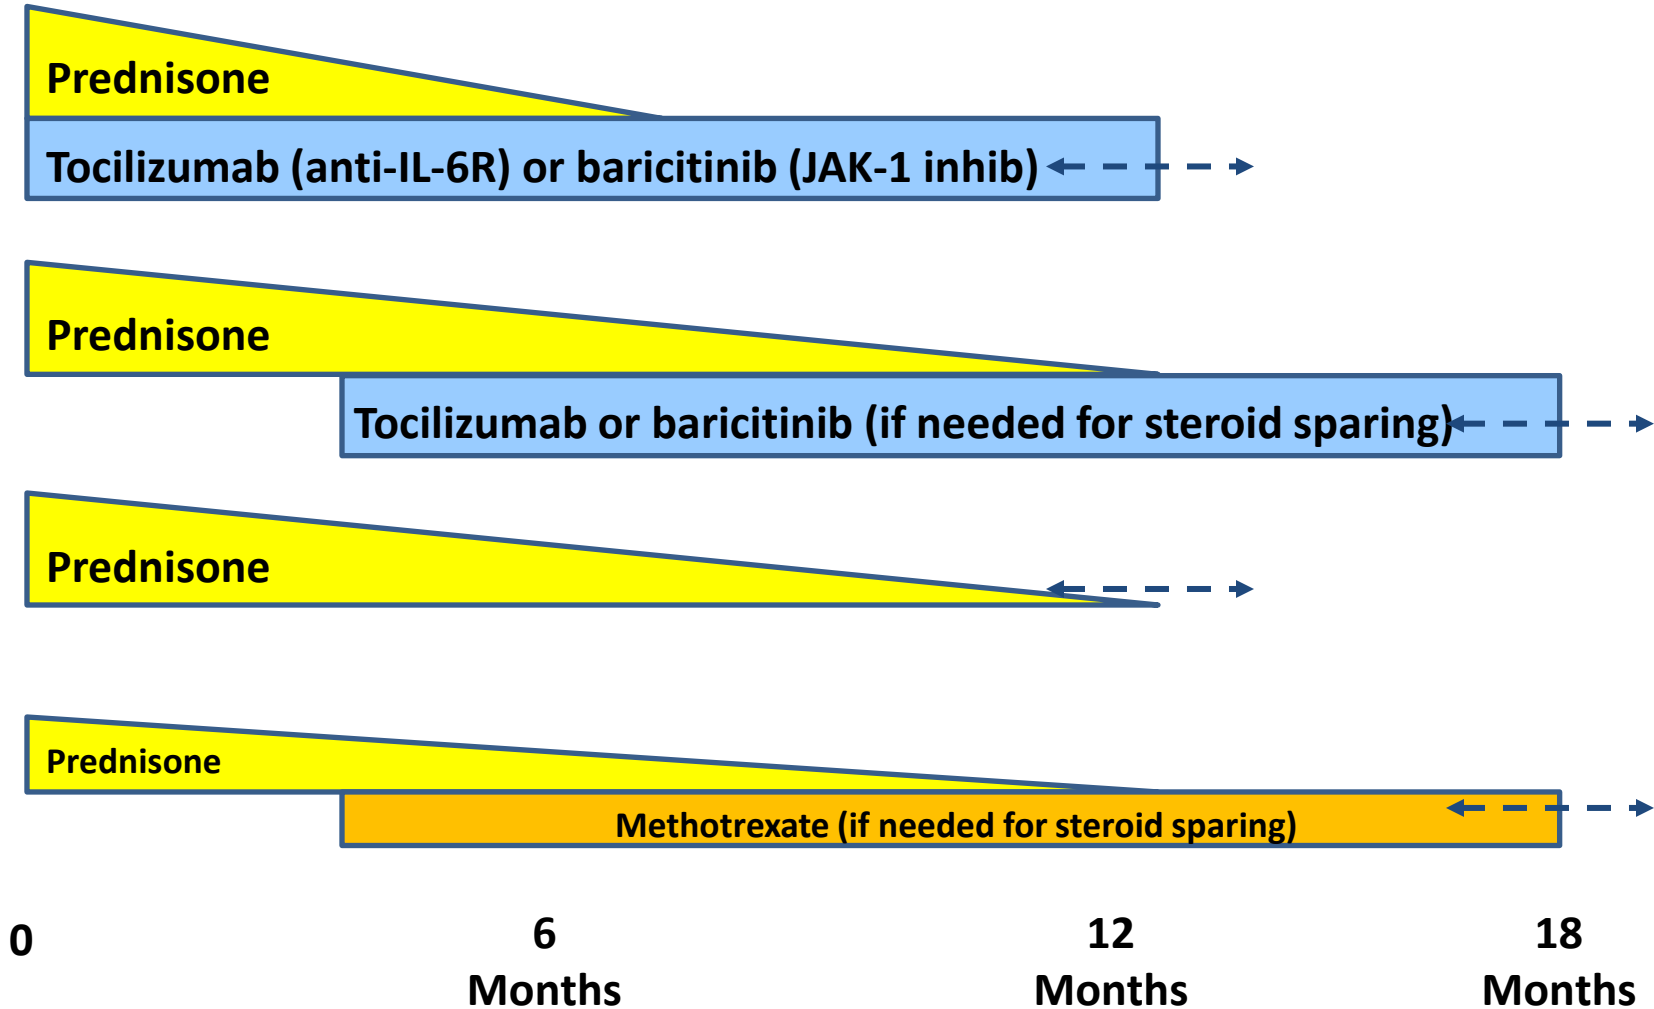 Prednisone
Tocilizumab (anti-IL-6R) or baricitinib (JAK-1 inhib)
Prednisone
Tocilizumab or baricitinib (if needed for steroid sparing)
Prednisone
Prednisone
Methotrexate (if needed for steroid sparing)
0
6
Months
12
Months
18
Months